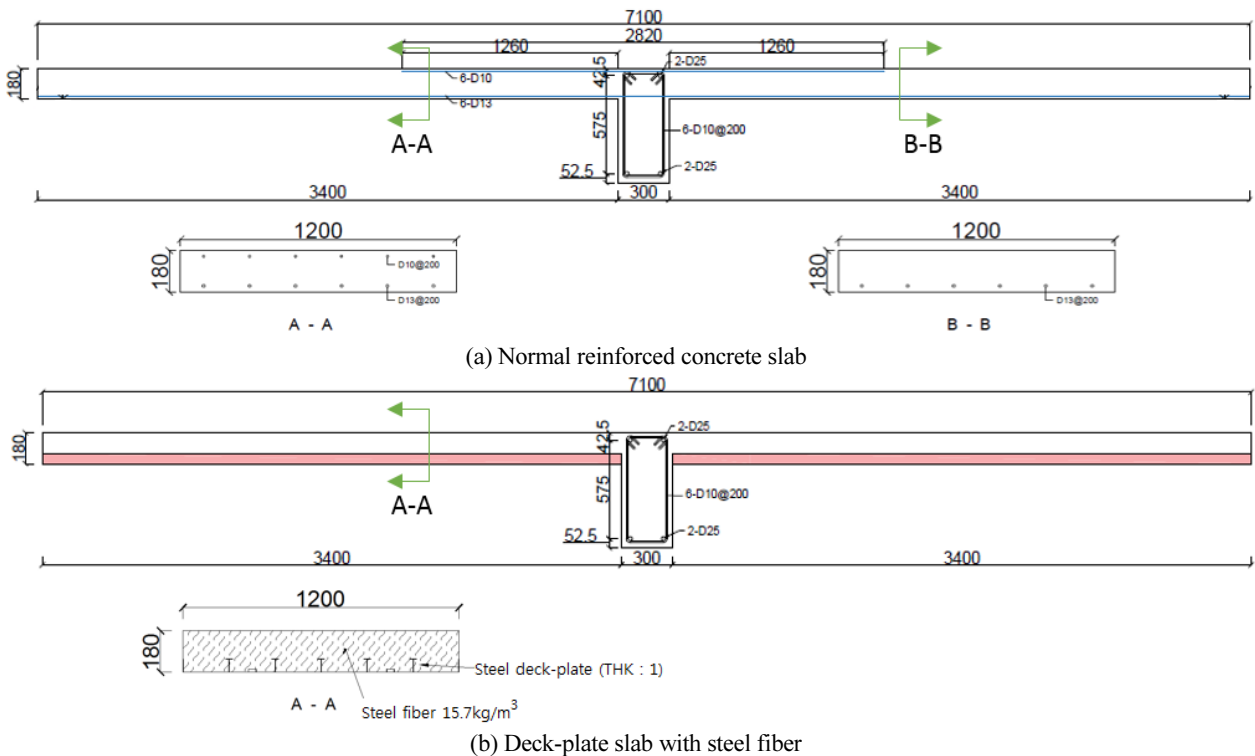 7100
2820
1260
1260
2-D25
180
42.5
6-D10
6-D13
575
6-D10@200
A-A
B-B
2-D25
52.5
3400
300
3400
1200
1200
180
D10@200
D13@200
180
D13@200
A - A
B - B
(a) Normal reinforced concrete slab
7100
2-D25
180
42.5
575
6-D10@200
A-A
2-D25
52.5
3400
300
3400
1200
180
Steel deck-plate (THK : 1)
A - A
Steel fiber 15.7kg/m³
(b) Deck-plate slab with steel fiber